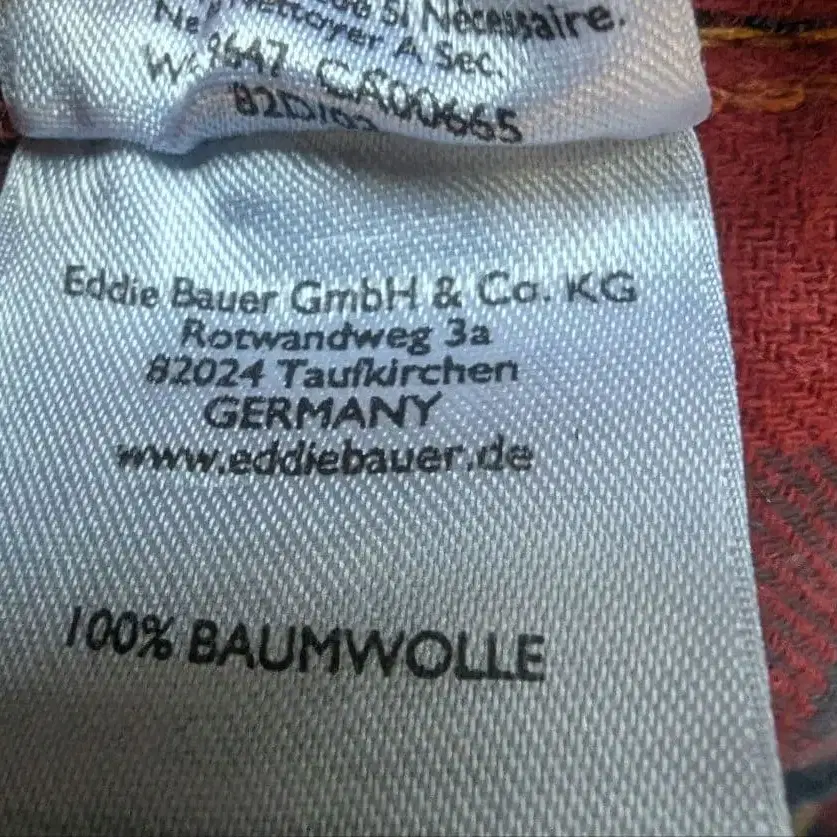 Si Nécessaire.
Nettoyer A Sec.
CA00665
Eddie Bauer GmbH & Co. KG
Rotwandweg 3a
82024 Taufkirchen
GERMANY
www.eddiebauer.de
100% BAUMWOLLE